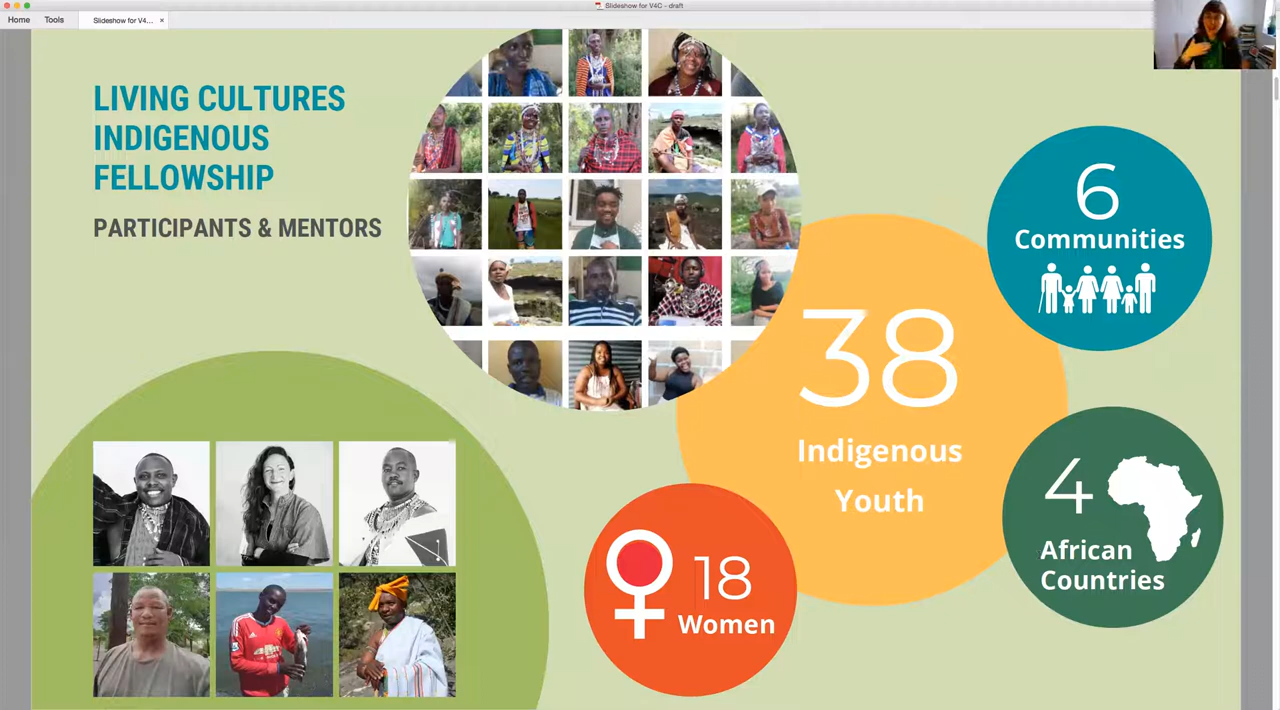 Slideshow for V4C - draft
Home
Tools
Slideshow for V4...
×
LIVING CULTURES
INDIGENOUS
FELLOWSHIP
PARTICIPANTS & MENTORS
6
Communities
38
Indigenous
Youth
4
African
Countries
18
Women